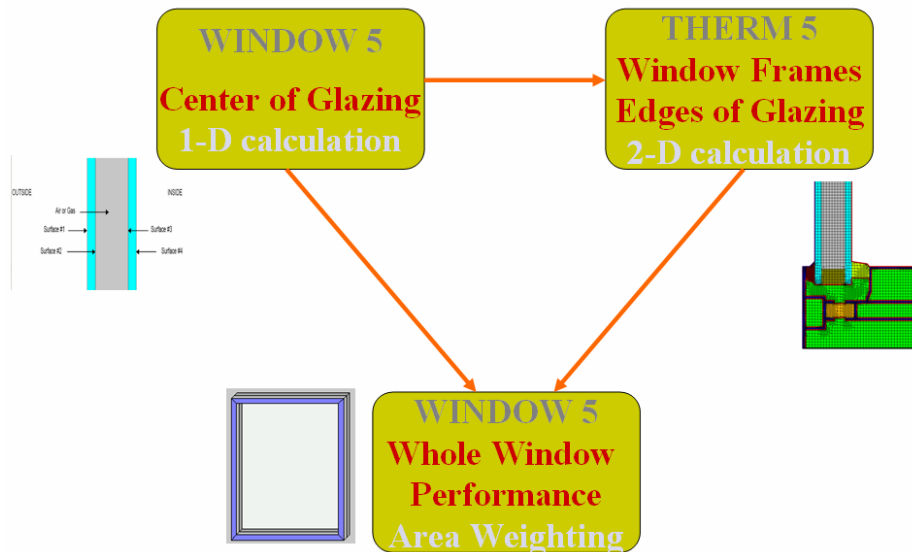 WINDOW 5
Center of Glazing
1-D calculation
THERM 5
Window Frames
Edges of Glazing
2-D calculation
OUTSIDE
INSIDE
Air or Gas
Surface #1
Surface #3
Surface #2
Surface #4
WINDOW 5
Whole Window
Performance
Area Weighting